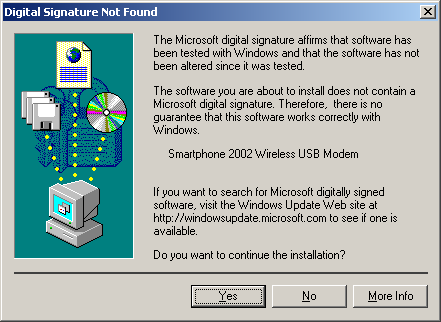 Digital Signature Not Found
The Microsoft digital signature affirms that software has
been tested with Windows and that the software has not
been altered since it was tested.
The software you are about to install does not contain a
Microsoft digital signature. Therefore,  there is no
guarantee that this software works correctly with
Windows.
Smartphone 2002 Wireless USB Modem
If you want to search for Microsoft digitally signed
software, visit the Windows Update Web site at
http://windowsupdate.microsoft.com to see if one is
available.
Do you want to continue the installation?
Yes No More Info